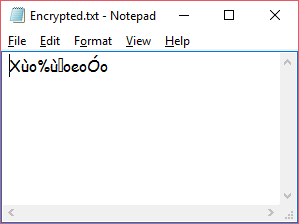 Encrypted.txt - Notepad
File Edit Format View Help
Xùo%ù▯oeoÓo